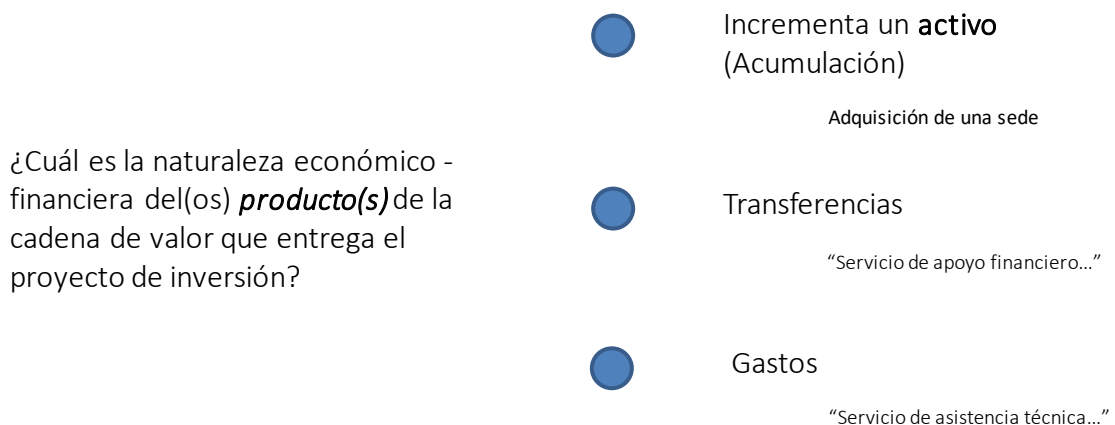 Incrementa un activo
(Acumulación)
Adquisición de una sede
¿Cuál es la naturaleza económico -
financiera del(os) producto(s) de la
cadena de valor que entrega el
proyecto de inversión?
Transferencias
“Servicio de apoyo financiero...”
Gastos
“Servicio de asistencia técnica...”